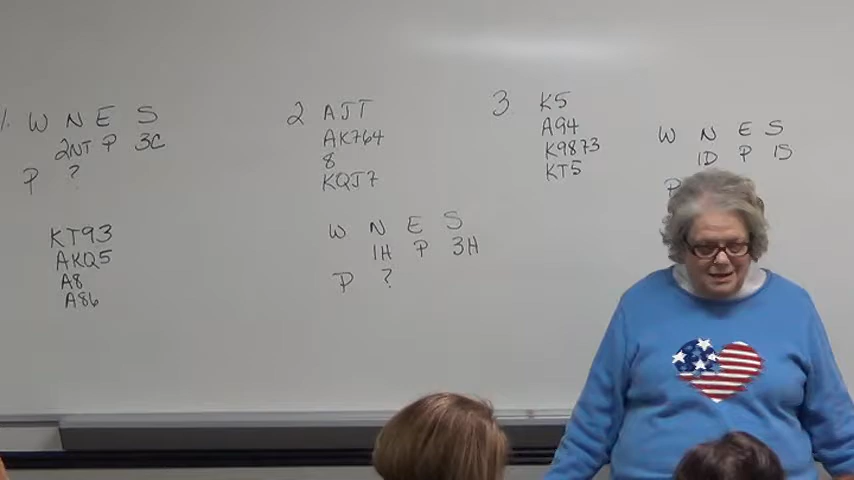 1. W N E S
2NT P 3C
P ?
KT93
AKQ5
A8
A86
2 AJT
AK764
8
KQJ7
W N E S
1H P 3H
P ?
3 K5
A94
K9873
KT5
W N E S
1D P 1S
P